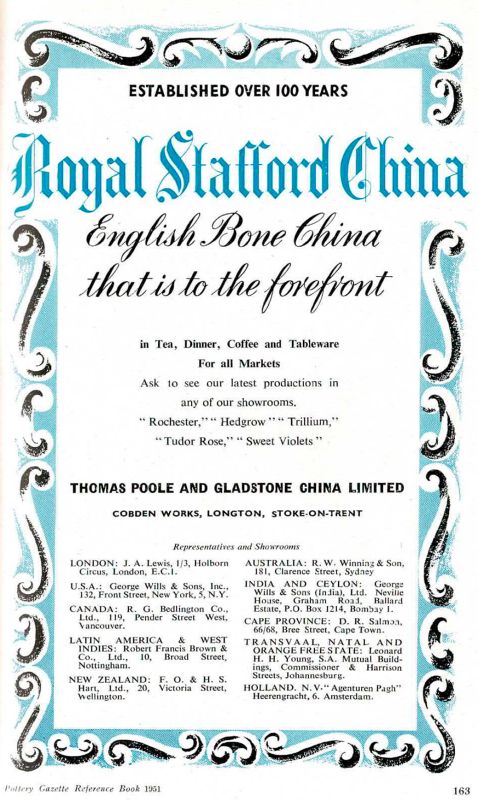 ESTABLISHED OVER 100 YEARS
Royal Stafford China
English Bone China
that is to the forefront
in Tea, Dinner, Coffee and Tableware
For all Markets
Ask to see our latest productions in
any of our showrooms.
"Rochester," "Hedgrow" "Trillium,"
"Tudor Rose," "Sweet Violets"
THOMAS POOLE AND GLADSTONE CHINA LIMITED
COBDEN WORKS, LONGTON, STOKE-ON-TRENT
Representatives and Showrooms
LONDON: J. A. Lewis, 1/3, Holborn
Circus, London, E.C.1.
U.S.A.: George Wills & Sons, Inc.,
132, Front Street, New York, 5, N.Y.
CANADA: R. G. Bedlington Co.,
Ltd., 119, Pender Street West,
Vancouver.
LATIN AMERICA & WEST
INDIES: Robert Francis Brown &
Co., Ltd., 10, Broad Street,
Nottingham.
NEW ZEALAND: F. O. & H. S.
Hart, Ltd., 20, Victoria Street,
Wellington.
AUSTRALIA: R. W. Winning & Son,
181, Clarence Street, Sydney
INDIA AND CEYLON: George
Wills & Sons (India), Ltd. Neville
House, Graham Road, Ballard
Estate, P.O. Box 1214, Bombay 1.
CAPE PROVINCE: D. R. Salmon,
66/68, Bree Street, Cape Town.
TRANSVAAL, NATAL AND
ORANGE FREE STATE: Leonard
H. H. Young, S.A. Mutual Build-
ings, Commissioner & Harrison
Streets, Johannesburg.
HOLLAND. N.V. "Agenturen Pagh"
Heerengracht, 6. Amsterdam.
Pottery Gazette Reference Book 1951
163